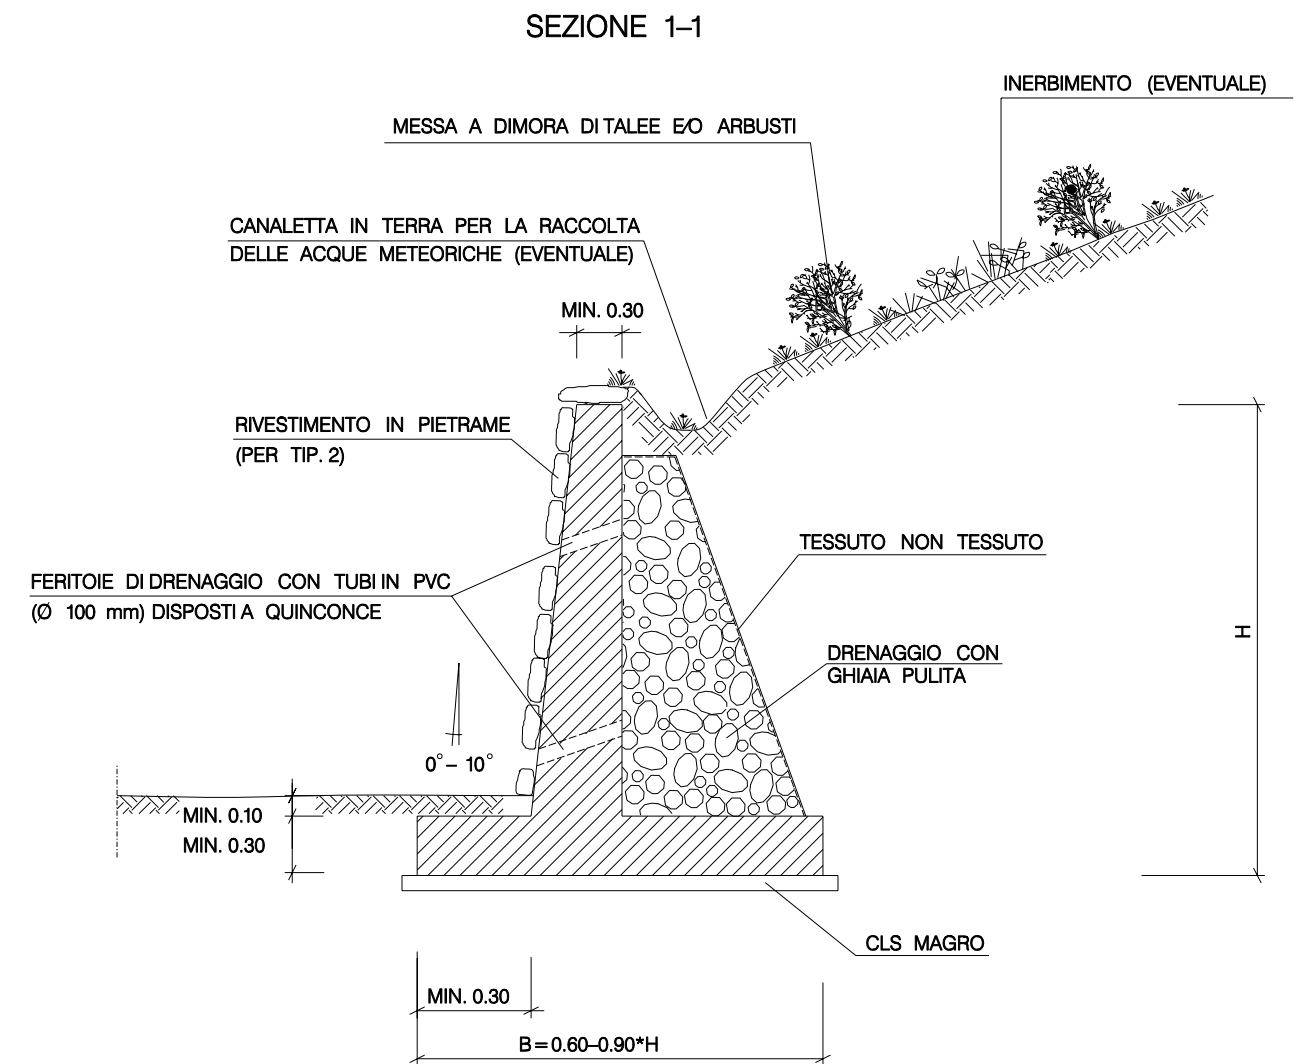 SEZIONE 1–1
INERBIMENTO (EVENTUALE)
MESSA A DIMORA DI TALEE E/O ARBUSTI
CANALETTA IN TERRA PER LA RACCOLTA
DELLE ACQUE METEORICHE (EVENTUALE)
MIN. 0.30
RIVESTIMENTO IN PIETRAME
(PER TIP. 2)
TESSUTO NON TESSUTO
FERITOIE DI DRENAGGIO CON TUBI IN PVC
(Ø 100 mm) DISPOSTI A QUINCONCE
H
DRENAGGIO CON
GHIAIA PULITA
0°– 10°
MIN. 0.10
MIN. 0.30
CLS MAGRO
MIN. 0.30
B=0.60–0.90*H